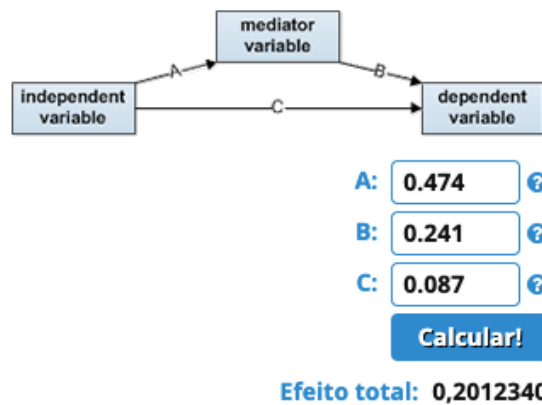 mediator
variable
A
B
independent
variable
C
dependent
variable
A: 0.474 ?
B: 0.241 ?
C: 0.087 ?
Calcular!
Efeito total: 0,2012340